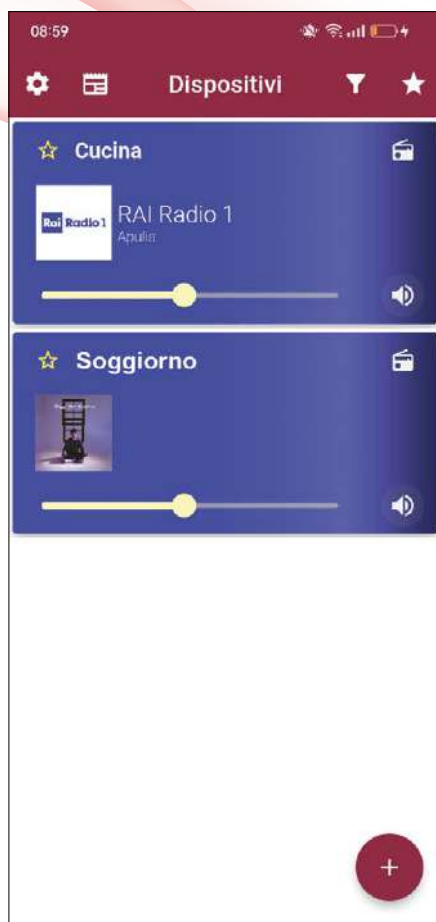 08:59
Dispositivi
Cucina
Rai Radio 1
RAI Radio 1
Apulia
Soggiorno